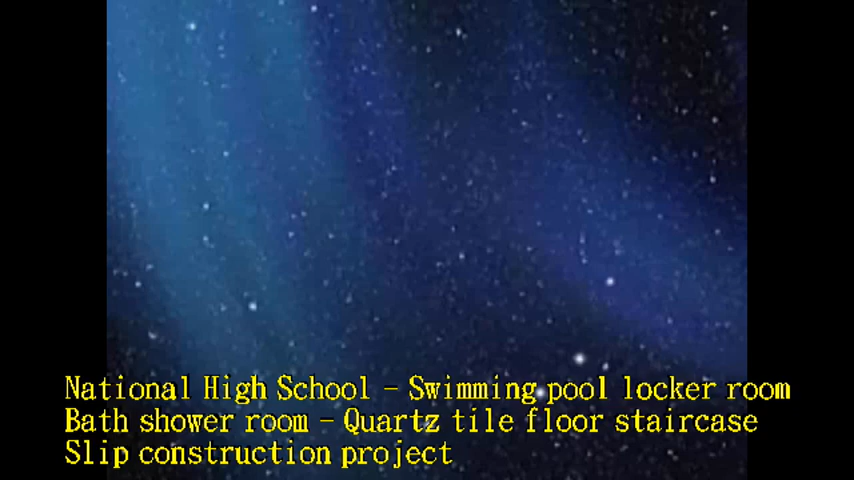 National High School - Swimming pool locker room
Bath shower room - Quartz tile floor staircase
Slip construction project